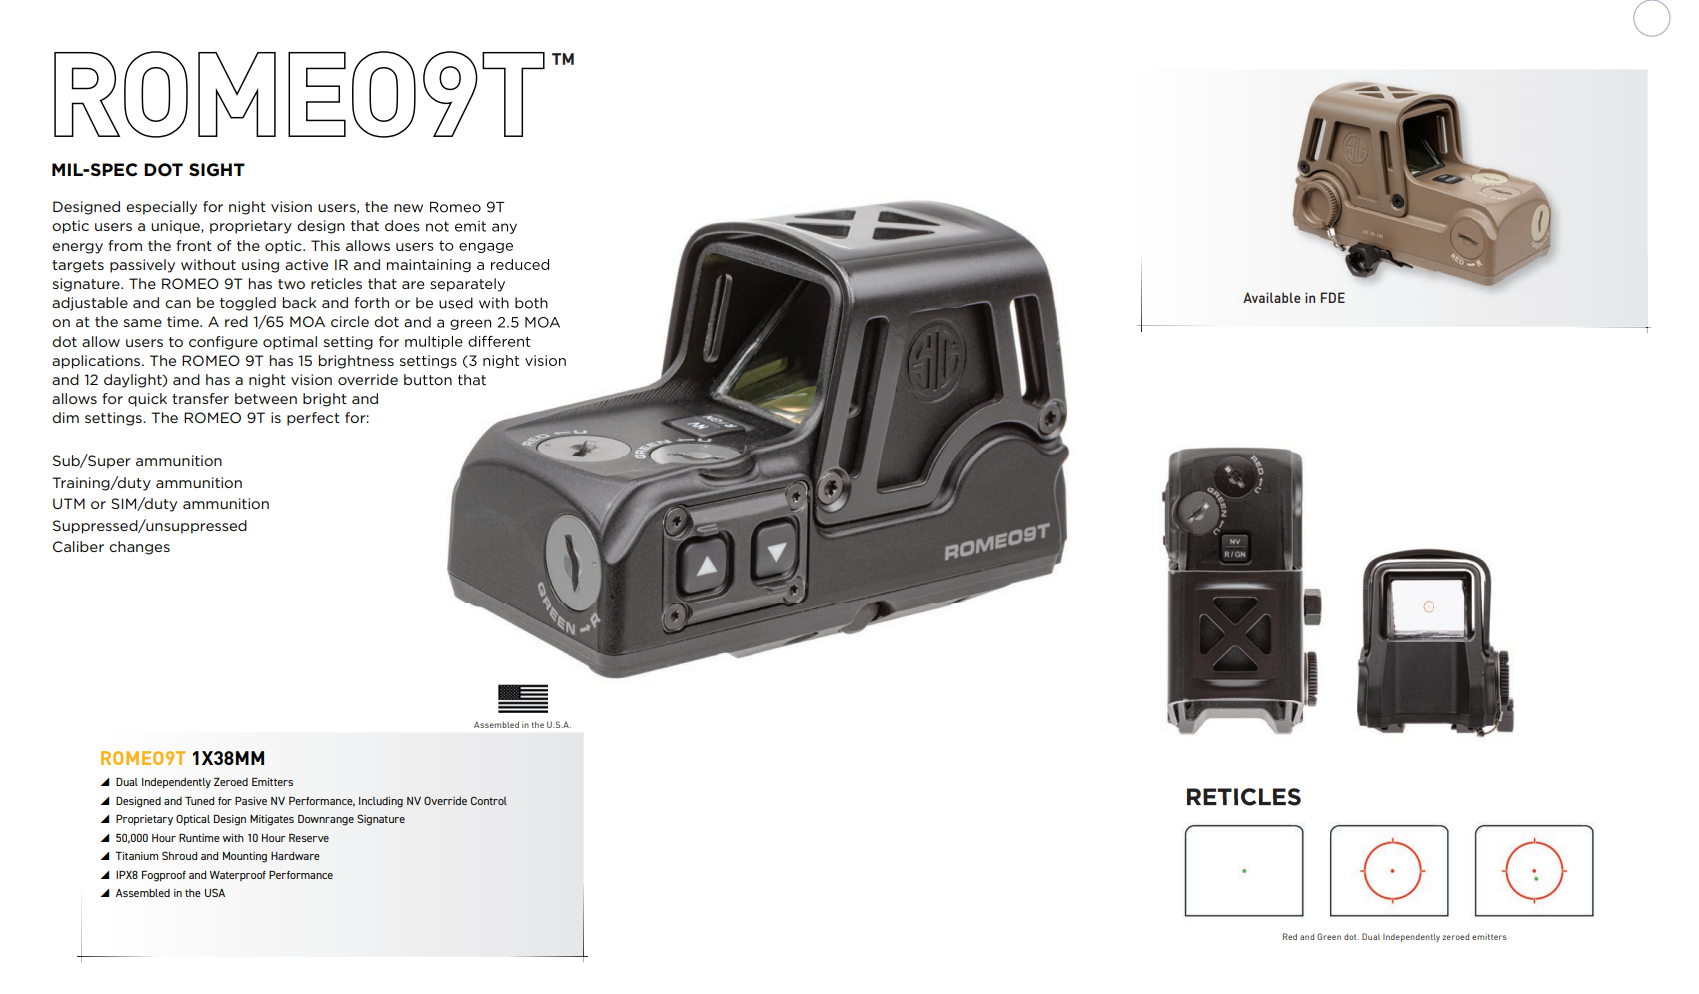 ROMEO9T™
MIL-SPEC DOT SIGHT
Designed especially for night vision users, the new Romeo 9T
optic users a unique, proprietary design that does not emit any
energy from the front of the optic. This allows users to engage
targets passively without using active IR and maintaining a reduced
signature. The ROMEO 9T has two reticles that are separately
adjustable and can be toggled back and forth or be used with both
on at the same time. A red 1/65 MOA circle dot and a green 2.5 MOA
dot allow users to configure optimal setting for multiple different
applications. The ROMEO 9T has 15 brightness settings (3 night vision
and 12 daylight) and has a night vision override button that
allows for quick transfer between bright and
dim settings. The ROMEO 9T is perfect for:
Sub/Super ammunition
Training/duty ammunition
UTM or SIM/duty ammunition
Suppressed/unsuppressed
Caliber changes
SIG
NV
R/GN
RED U
GREEN U
GREEN → R
ROMEO9T
Assembled in the U.S.A.
ROMEO9T 1X38MM
Dual Independently Zeroed Emitters
Designed and Tuned for Pasive NV Performance, Including NV Override Control
Proprietary Optical Design Mitigates Downrange Signature
50,000 Hour Runtime with 10 Hour Reserve
Titanium Shroud and Mounting Hardware
IPX8 Fogproof and Waterproof Performance
Assembled in the USA
SIG
RED → R
Available in FDE
RED U
GREEN U
NV
R/GN
RETICLES
Red and Green dot. Dual Independently zeroed emitters